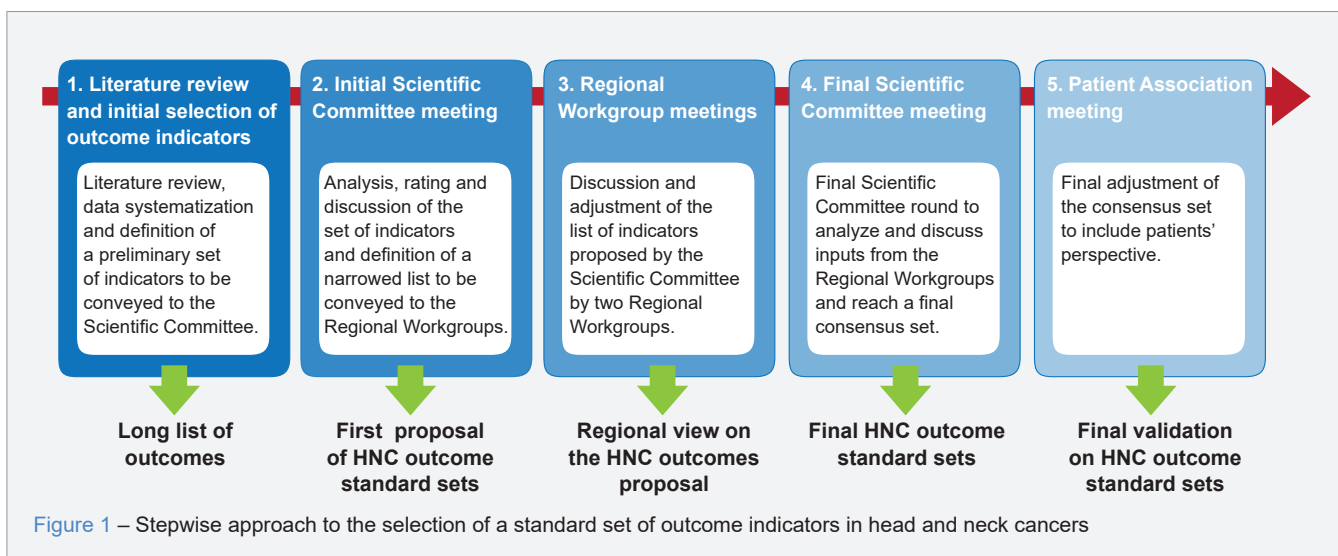 1. Literature review
and initial selection of
outcome indicators
Literature review,
data systematization
and definition of
a preliminary set
of indicators to be
conveyed to the
Scientific Committee.
Long list of
outcomes
2. Initial Scientific
Committee meeting
Analysis, rating and
discussion of the
set of indicators
and definition of a
narrowed list to be
conveyed to the
Regional Workgroups.
First proposal
of HNC outcome
standard sets
3. Regional
Workgroup meetings
Discussion and
adjustment of the
list of indicators
proposed by the
Scientific Committee
by two Regional
Workgroups.
Regional view on
the HNC outcomes
proposal
4. Final Scientific
Committee meeting
Final Scientific
Committee round to
analyze and discuss
inputs from the
Regional Workgroups
and reach a final
consensus set.
Final HNC outcome
standard sets
5. Patient Association
meeting
Final adjustment of
the consensus set
to include patients’
perspective.
Final validation
on HNC outcome
standard sets
Figure 1 – Stepwise approach to the selection of a standard set of outcome indicators in head and neck cancers